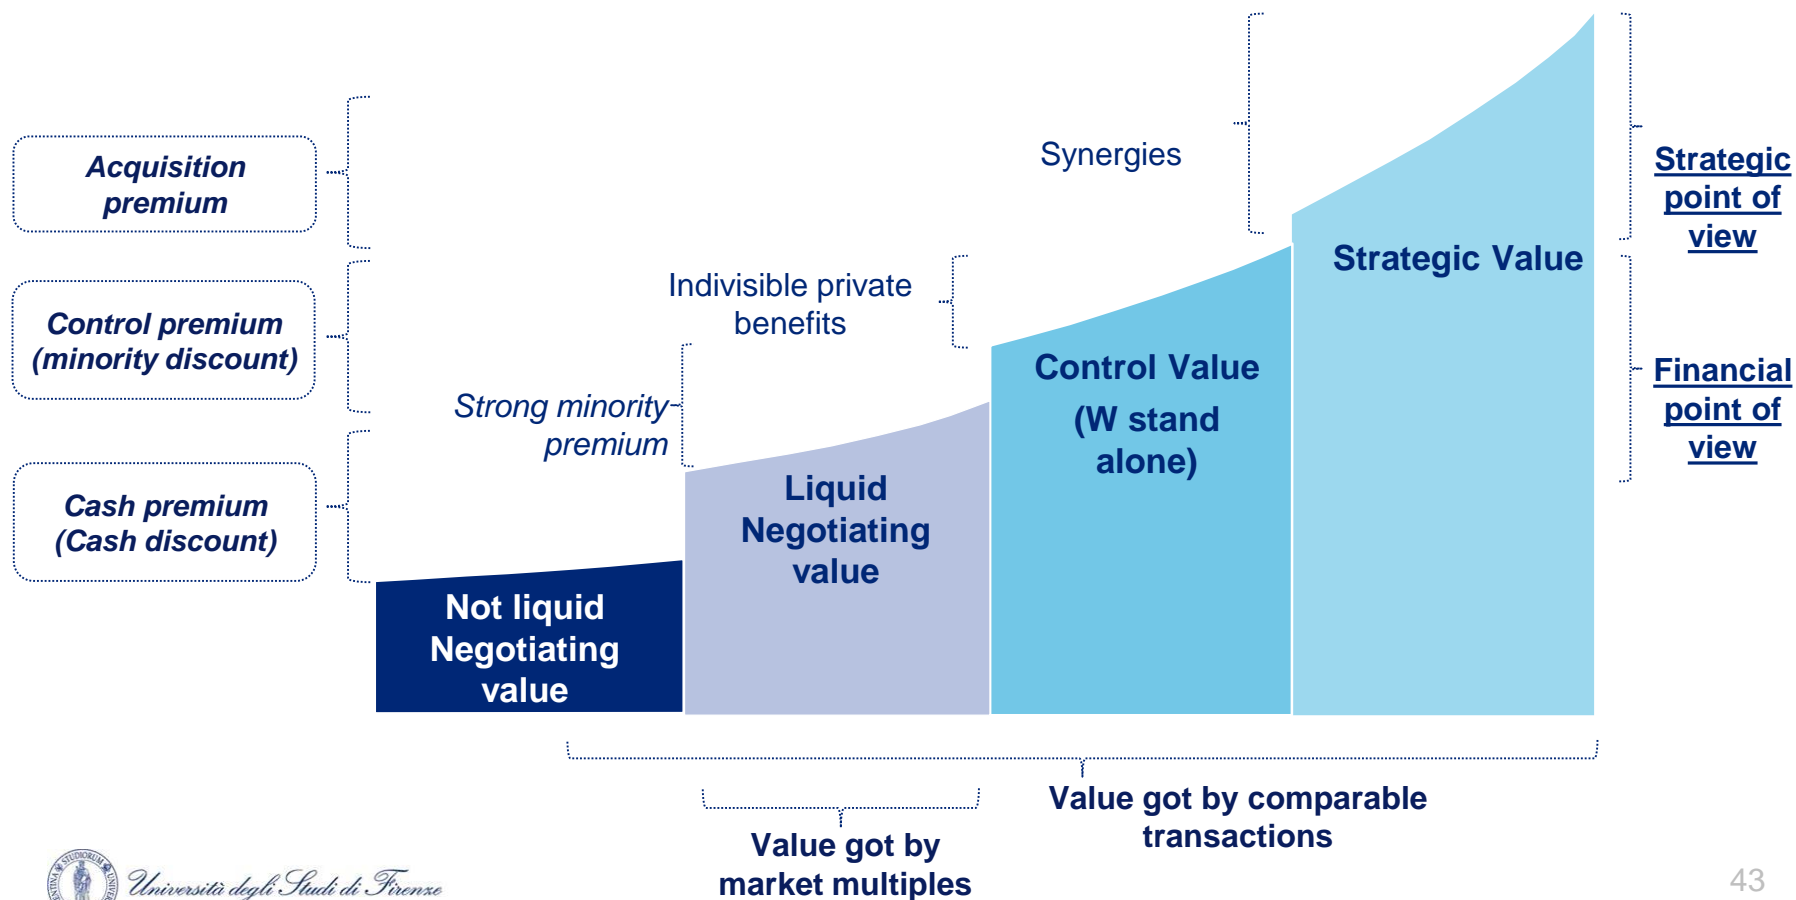 Acquisition
premium
Control premium
(minority discount)
Cash premium
(Cash discount)
Strong minority
premium
Indivisible private
benefits
Synergies
Not liquid
Negotiating
value
Liquid
Negotiating
value
Control Value
(W stand
alone)
Strategic Value
Strategic
point of
view
Financial
point of
view
Value got by comparable
transactions
Value got by
market multiples
Università degli Studi di Firenze
43